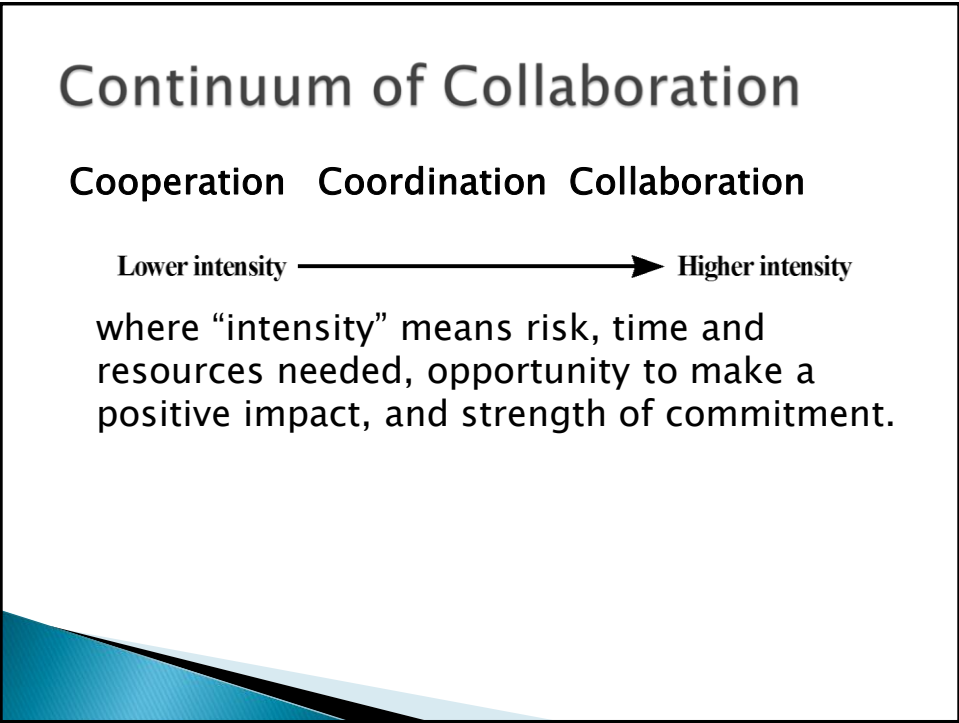 Continuum of Collaboration
Cooperation Coordination Collaboration
Lower intensity Higher intensity
where “intensity” means risk, time and
resources needed, opportunity to make a
positive impact, and strength of commitment.